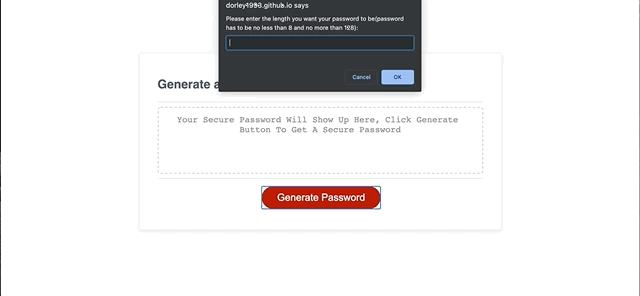 dorley1993.github.io says
Please enter the length you want your password to be(password
has to be no less than 8 and no more than 128):
Cancel
OK
Generate a
Your Secure Password Will Show Up Here, Click Generate
Button To Get A Secure Password
Generate Password